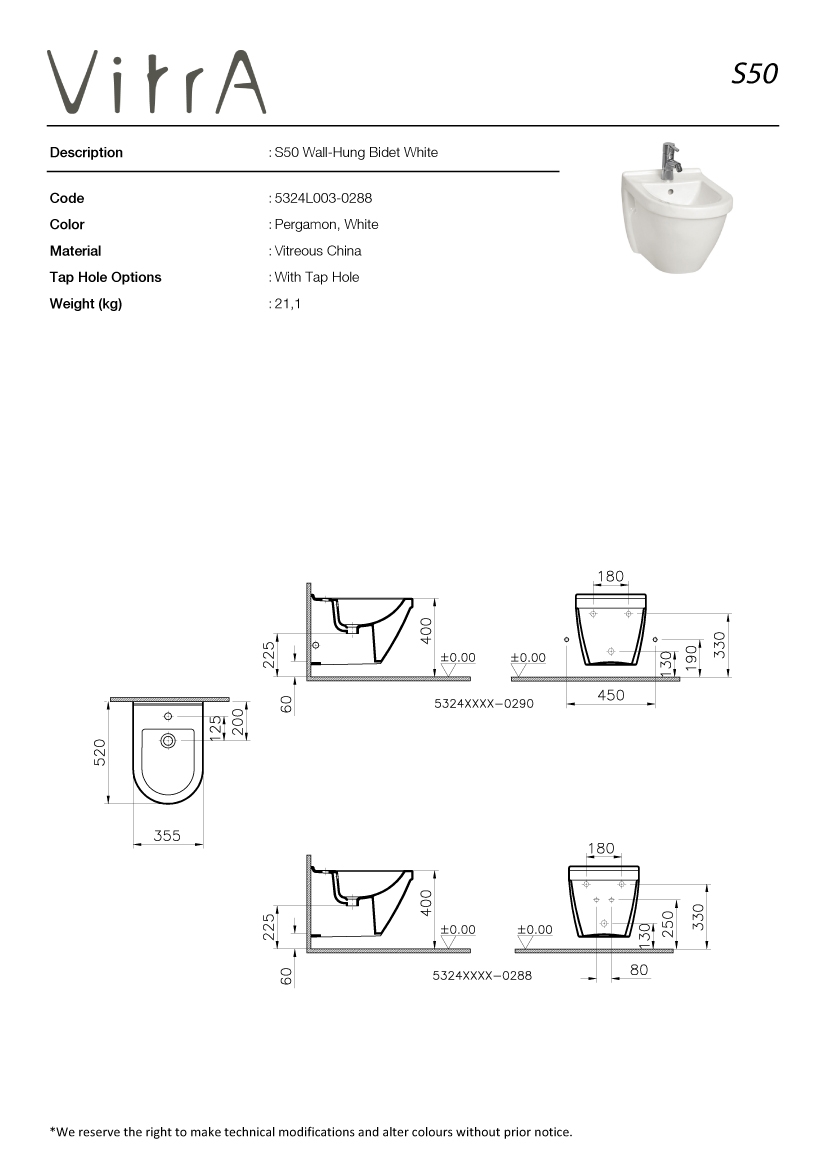 VitrA
S50
Description : S50 Wall-Hung Bidet White
Code : 5324L003-0288
Color : Pergamon, White
Material : Vitreous China
Tap Hole Options : With Tap Hole
Weight (kg) : 21,1
180
400
225
60
±0.00
±0.00
130
190
330
450
5324XXXX-0290
520
125
200
355
180
400
225
60
±0.00
±0.00
130
250
330
80
5324XXXX-0288
*We reserve the right to make technical modifications and alter colours without prior notice.